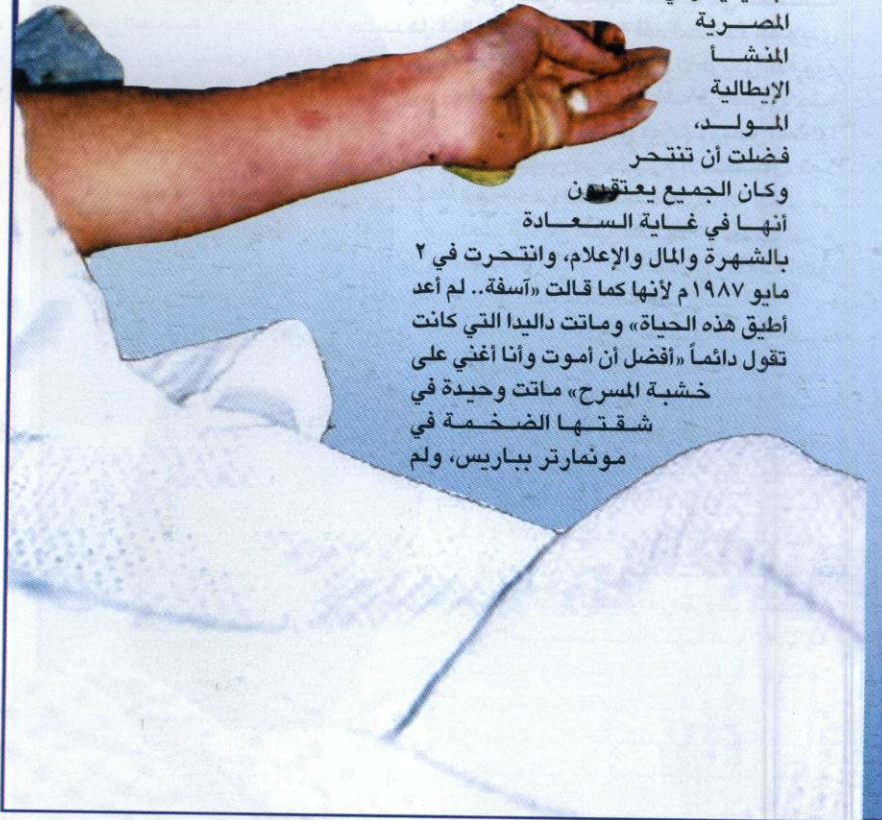 المصرية
المنشأ
الإيطالية
المولد،
فضلت أن تنتحر
وكان الجميع يعتقدون
أنها في غاية السعادة
بالشهرة والمال والإعلام، وانتحرت في ٢
مايو ١٩٨٧م لأنها كما قالت «آسفة.. لم أعد
أطيق هذه الحياة» وماتت داليدا التي كانت
تقول دائماً «أفضل أن أموت وأنا أغني على
خشبة المسرح» ماتت وحيدة في
شقتها الضخمة في
مونمارتر بباريس، ولم